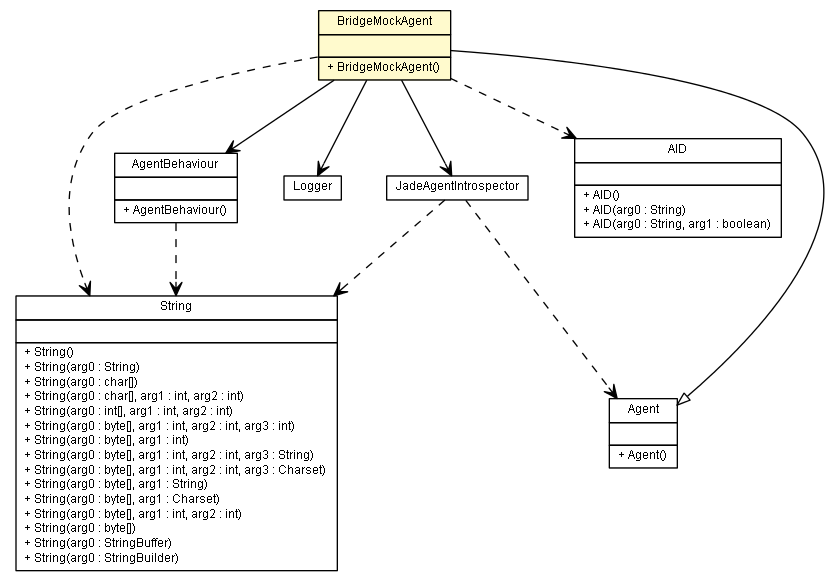 BridgeMockAgent
+ BridgeMockAgent()
AgentBehaviour
+ AgentBehaviour()
Logger
JadeAgentIntrospector
AID
+ AID()
+ AID(arg0 : String)
+ AID(arg0 : String, arg1 : boolean)
String
+ String()
+ String(arg0 : String)
+ String(arg0 : char[])
+ String(arg0 : char[], arg1 : int, arg2 : int)
+ String(arg0 : int[], arg1 : int, arg2 : int)
+ String(arg0 : byte[], arg1 : int, arg2 : int, arg3 : int)
+ String(arg0 : byte[], arg1 : int)
+ String(arg0 : byte[], arg1 : int, arg2 : int, arg3 : String)
+ String(arg0 : byte[], arg1 : int, arg2 : int, arg3 : Charset)
+ String(arg0 : byte[], arg1 : String)
+ String(arg0 : byte[], arg1 : Charset)
+ String(arg0 : byte[], arg1 : int, arg2 : int)
+ String(arg0 : byte[])
+ String(arg0 : StringBuffer)
+ String(arg0 : StringBuilder)
Agent
+ Agent()